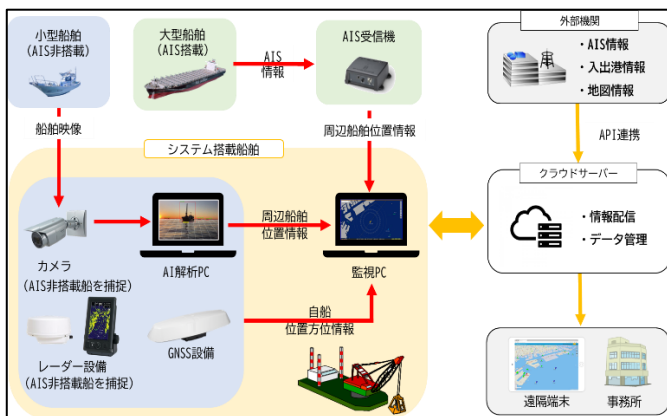 小型船舶
(AIS非搭載)
大型船舶
(AIS搭載)
AIS
情報
AIS受信機
外部機関
・AIS情報
・入出港情報
・地図情報
船舶映像
周辺船舶位置情報
API連携
システム搭載船舶
クラウドサーバー
・情報配信
・データ管理
カメラ
(AIS非搭載船を捕捉)
AI解析PC
周辺船舶
位置情報
監視PC
レーダー設備
(AIS非搭載船を捕捉)
GNSS設備
自船
位置方位情報
遠隔端末
事務所